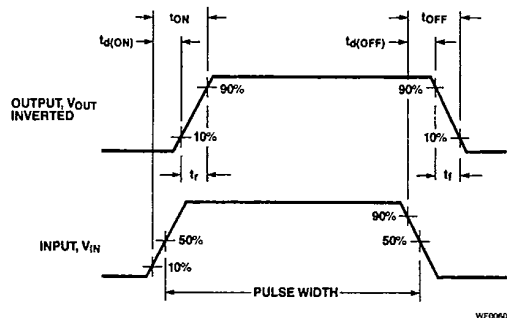 tON
tOFF
td(ON)
td(OFF)
OUTPUT, VOUT
INVERTED
90%
90%
10%
10%
tr
tf
INPUT, VIN
90%
50%
50%
10%
PULSE WIDTH